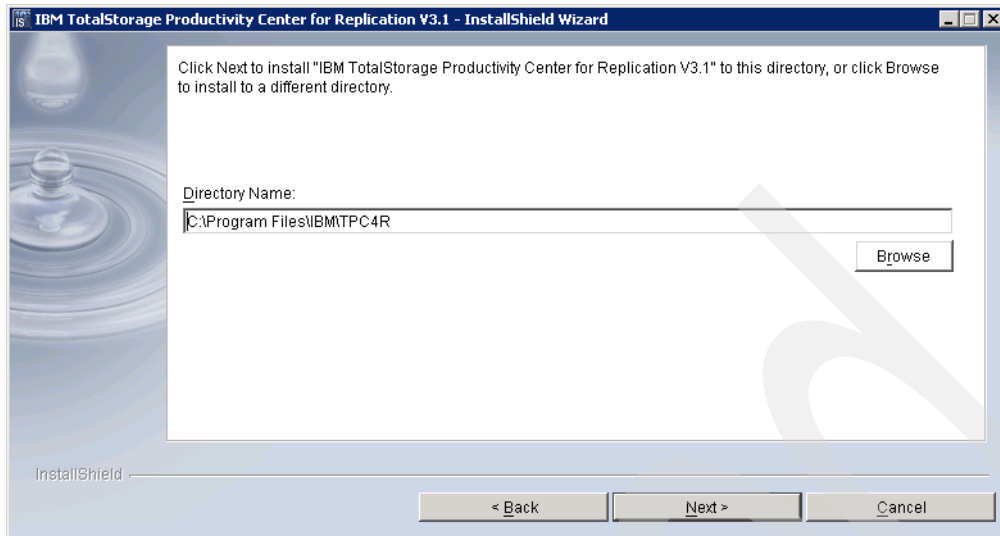 IBM TotalStorage Productivity Center for Replication V3.1 - InstallShield Wizard
Click Next to install "IBM TotalStorage Productivity Center for Replication V3.1" to this directory, or click Browse
to install to a different directory.
Directory Name:
C:\Program Files\IBM\TPC4R
Browse
InstallShield
< Back Next > Cancel